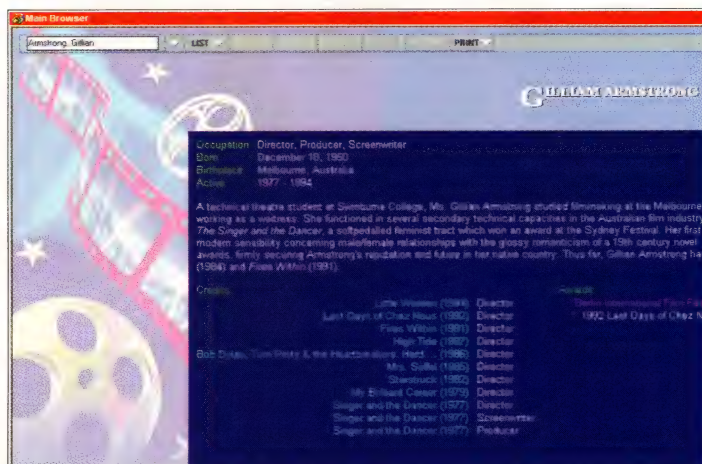 Main Browser
Armstrong, Gillian LIST PRINT
GILLIAM ARMSTRONG
Occupation Director, Producer, Screenwriter
Born December 18, 1950
Birthplace Melbourne, Australia
Active 1977 - 1994
A technical theatre student at Swinburne College, Ms. Gillian Armstrong studied filmmaking at the Melbourne
working as a waitress. She functioned in several secondary technical capacities in the Australian film industry
The Singer and the Dancer, a softpedalled feminist tract which won an award at the Sydney Festival. Her first
modern sensibility concerning male/female relationships with the glossy romanticism of a 19th century novel
awards, firmly securing Armstrong's reputation and future in her native country. Thus far, Gillian Armstrong ha
(1984) and Fires Within (1991).
Credits Awards
Little Women (1994) Director Berlin International Film Fes
Last Days of Chez Nous (1992) Director * 1992 Last Days of Chez N
Fires Within (1991) Director
High Tide (1987) Director
Bob Dylan, Tom Petty & the Heartbreakers: Hard ... (1986) Director
Mrs. Soffel (1985) Director
Starstruck (1982) Director
My Brilliant Career (1979) Director
Singer and the Dancer (1977) Director
Singer and the Dancer (1977) Screenwriter
Singer and the Dancer (1977) Producer